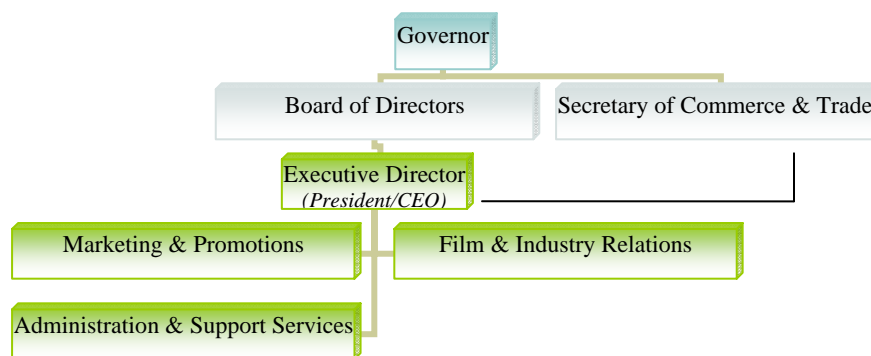 Governor
Board of Directors
Secretary of Commerce & Trade
Executive Director
(President/CEO)
Marketing & Promotions
Film & Industry Relations
Administration & Support Services